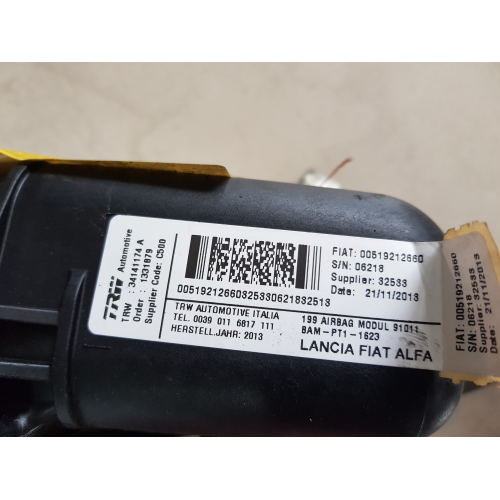 TRW Automotive
TRW : 34141174 A
Order : 1331879
Supplier Code: C500
FIAT: 00519212660
S/N: 06218
Supplier: 32533
Date: 21/11/2013
00519212660325330621832513
TRW AUTOMOTIVE ITALIA
TEL. 0039 011 6817 111
HERSTELL.JAHR: 2013
199 AIRBAG MODUL 91011
BAM-PT1-1623
LANCIA FIAT ALFA
FIAT: 00519212660
S/N: 06218
Supplier: 32533
Date: 21/11/2013